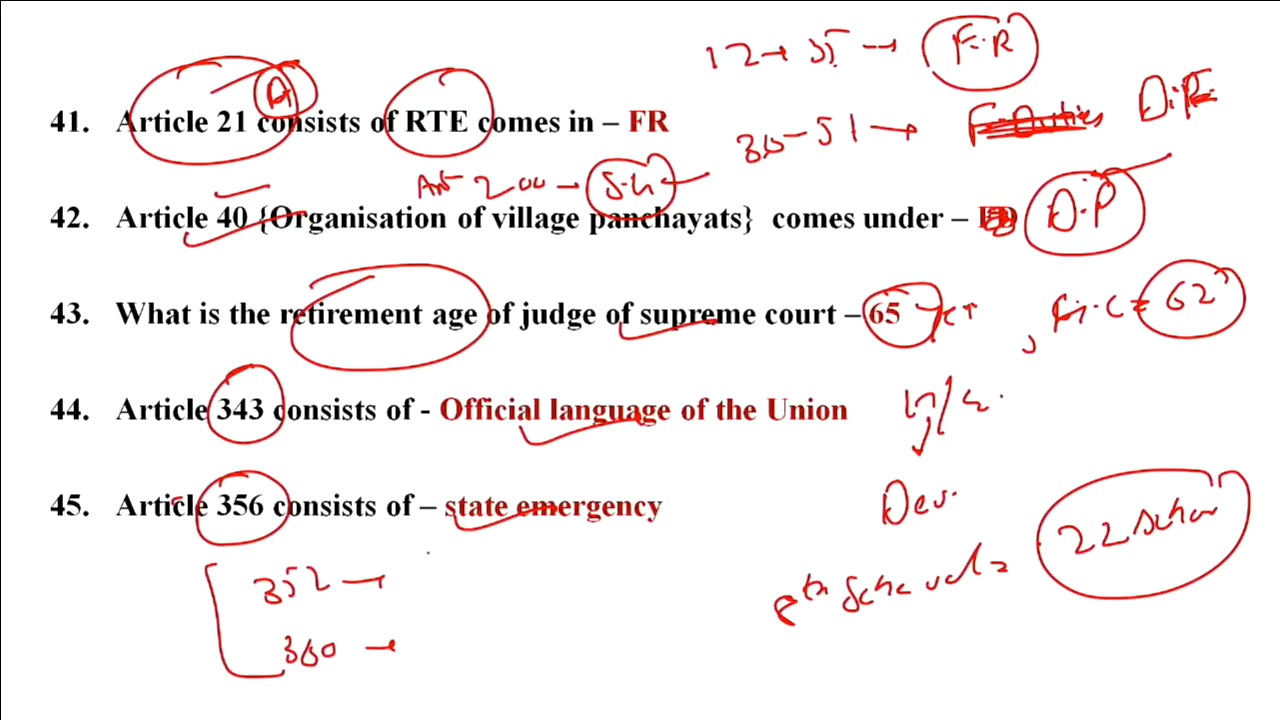 12 → 35 → F.R
A
41. Article 21 consists of RTE comes in – FR
36 - 51 →
Art 200 -
42. Article 40 {Organisation of village panchayats} comes under –
D.P
43. What is the retirement age of judge of supreme court – 65
62
44. Article 343 consists of - Official language of the Union
Dev.
45. Article 356 consists of – state emergency
22
352 →
8th
360 →